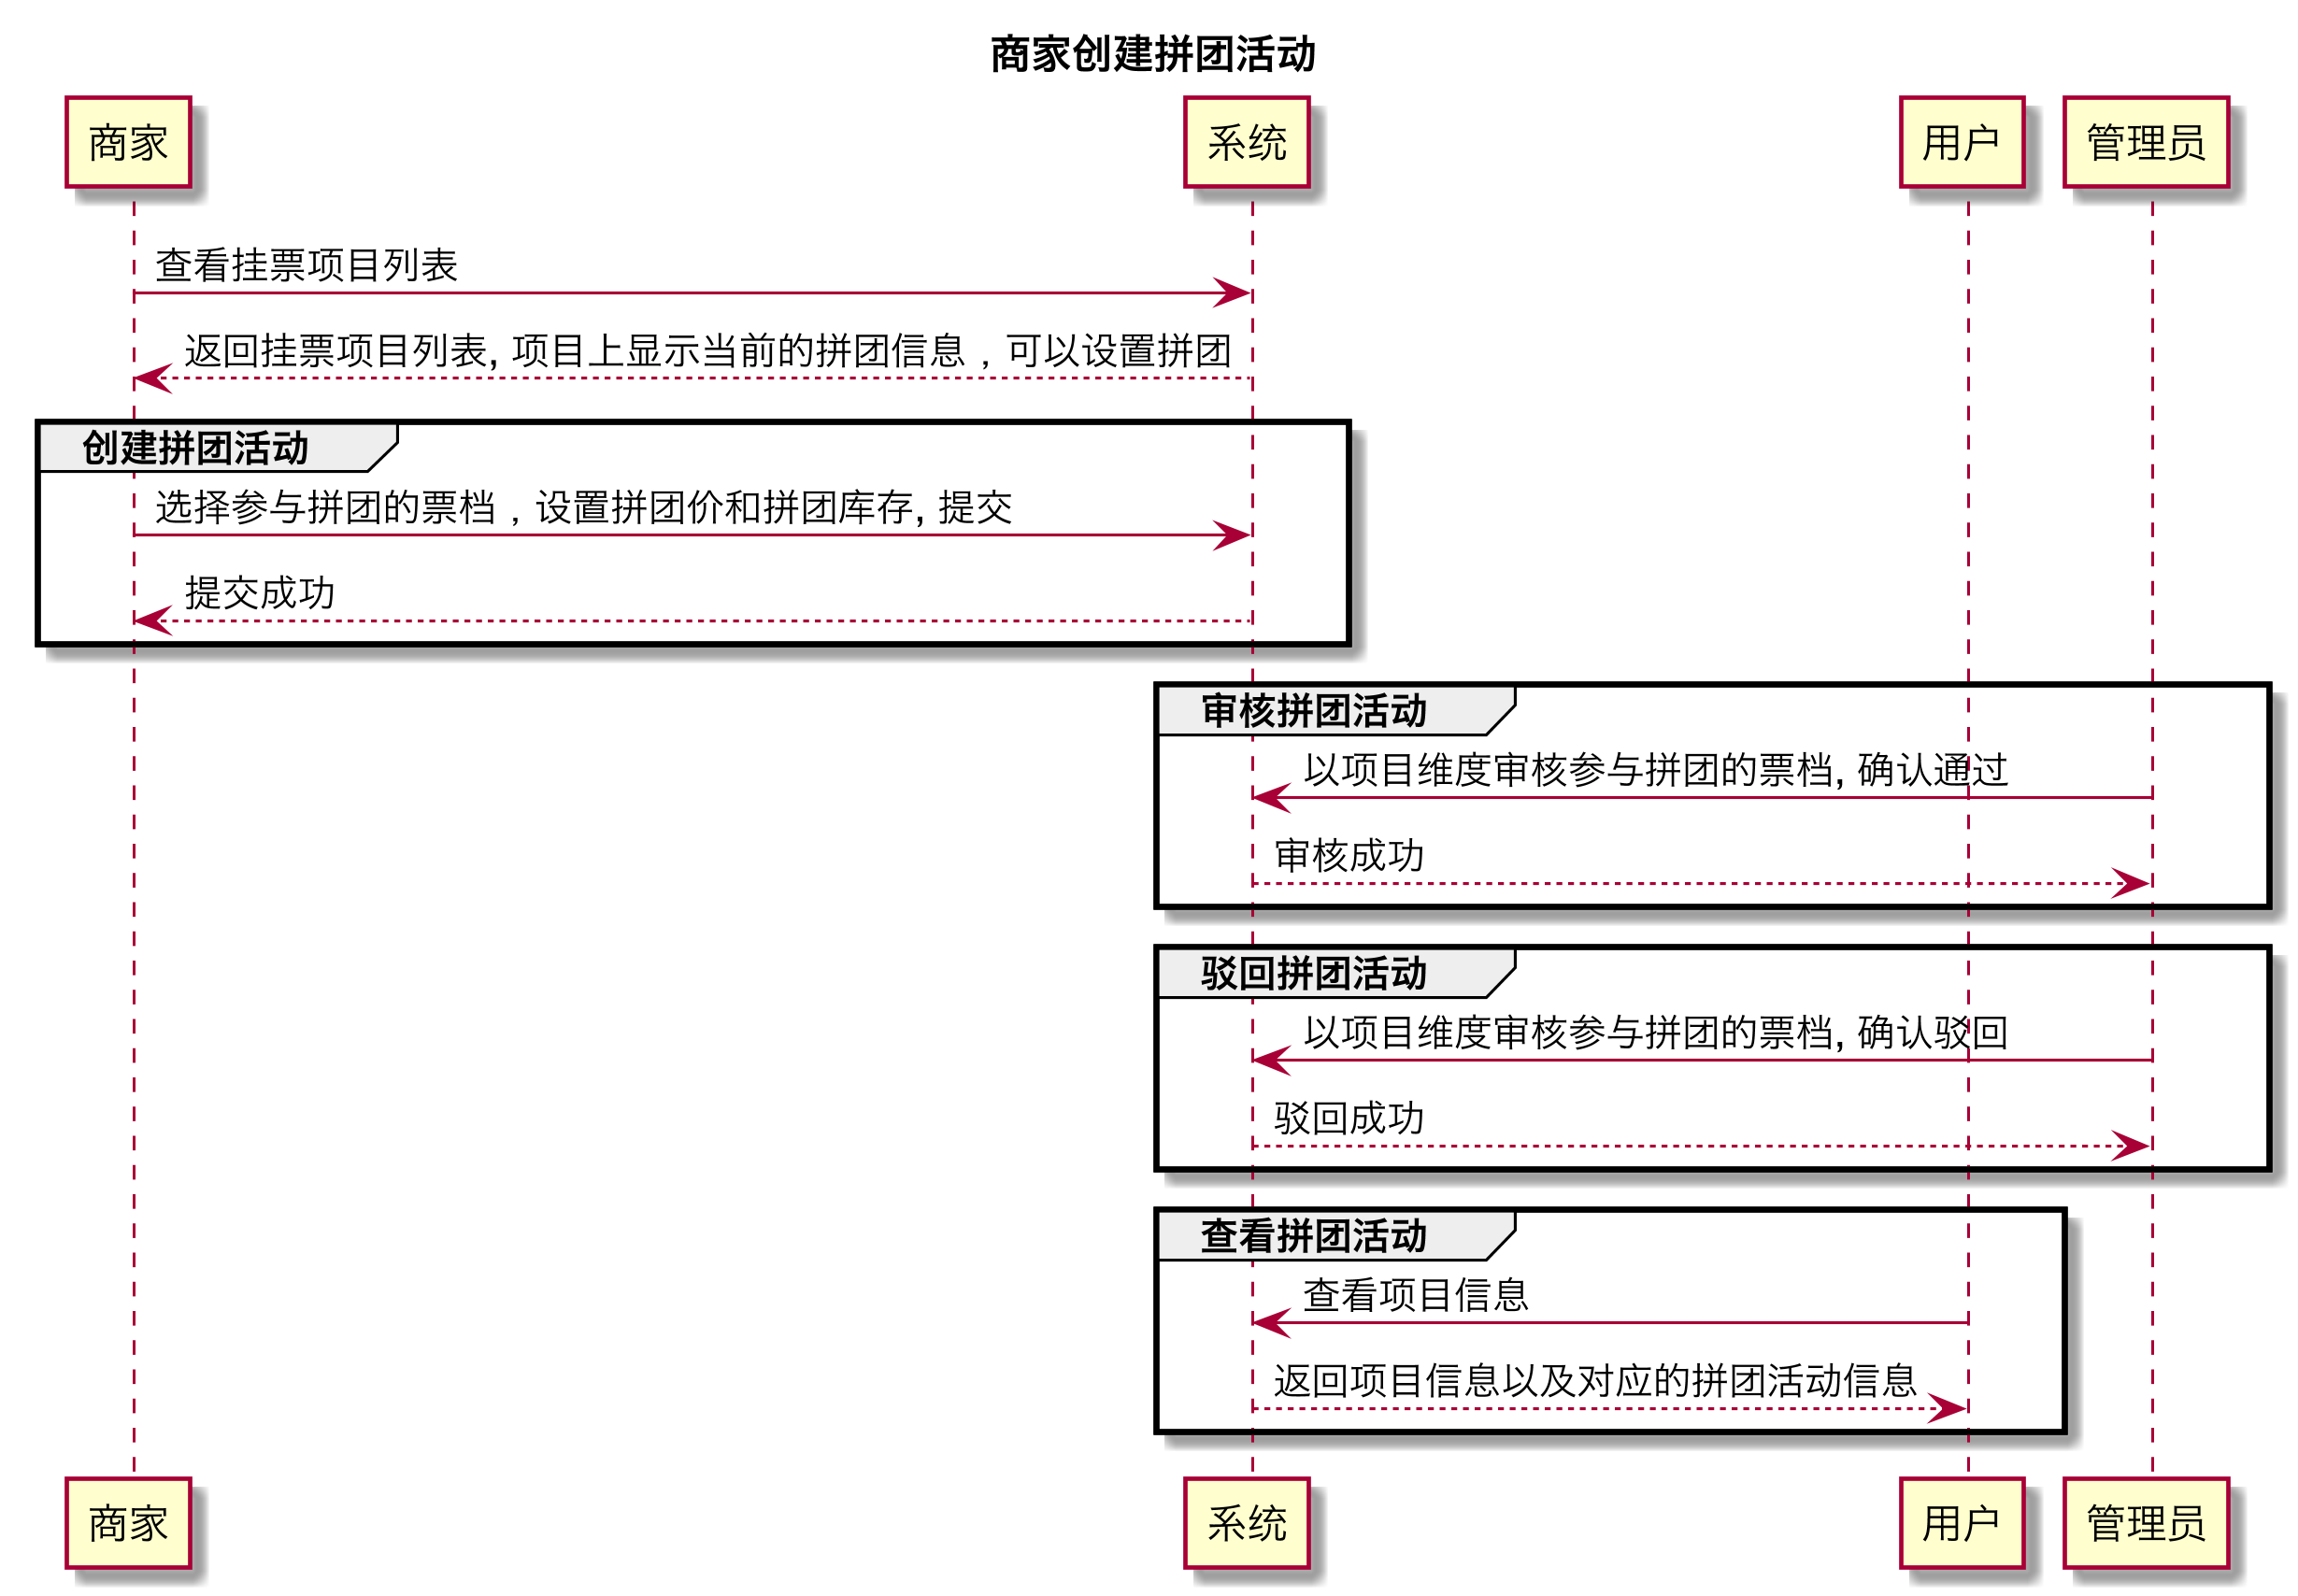 商家创建拼团活动
商家
系统
用户
管理员
查看挂票项目列表
返回挂票项目列表, 项目上显示当前的拼团信息，可以设置拼团
创建拼团活动
选择参与拼团的票档，设置拼团价和拼团库存, 提交
提交成功
审核拼团活动
以项目维度审核参与拼团的票档, 确认通过
审核成功
驳回拼团活动
以项目维度审核参与拼团的票档, 确认驳回
驳回成功
查看拼团活动
查看项目信息
返回项目信息以及对应的拼团活动信息
商家
系统
用户
管理员